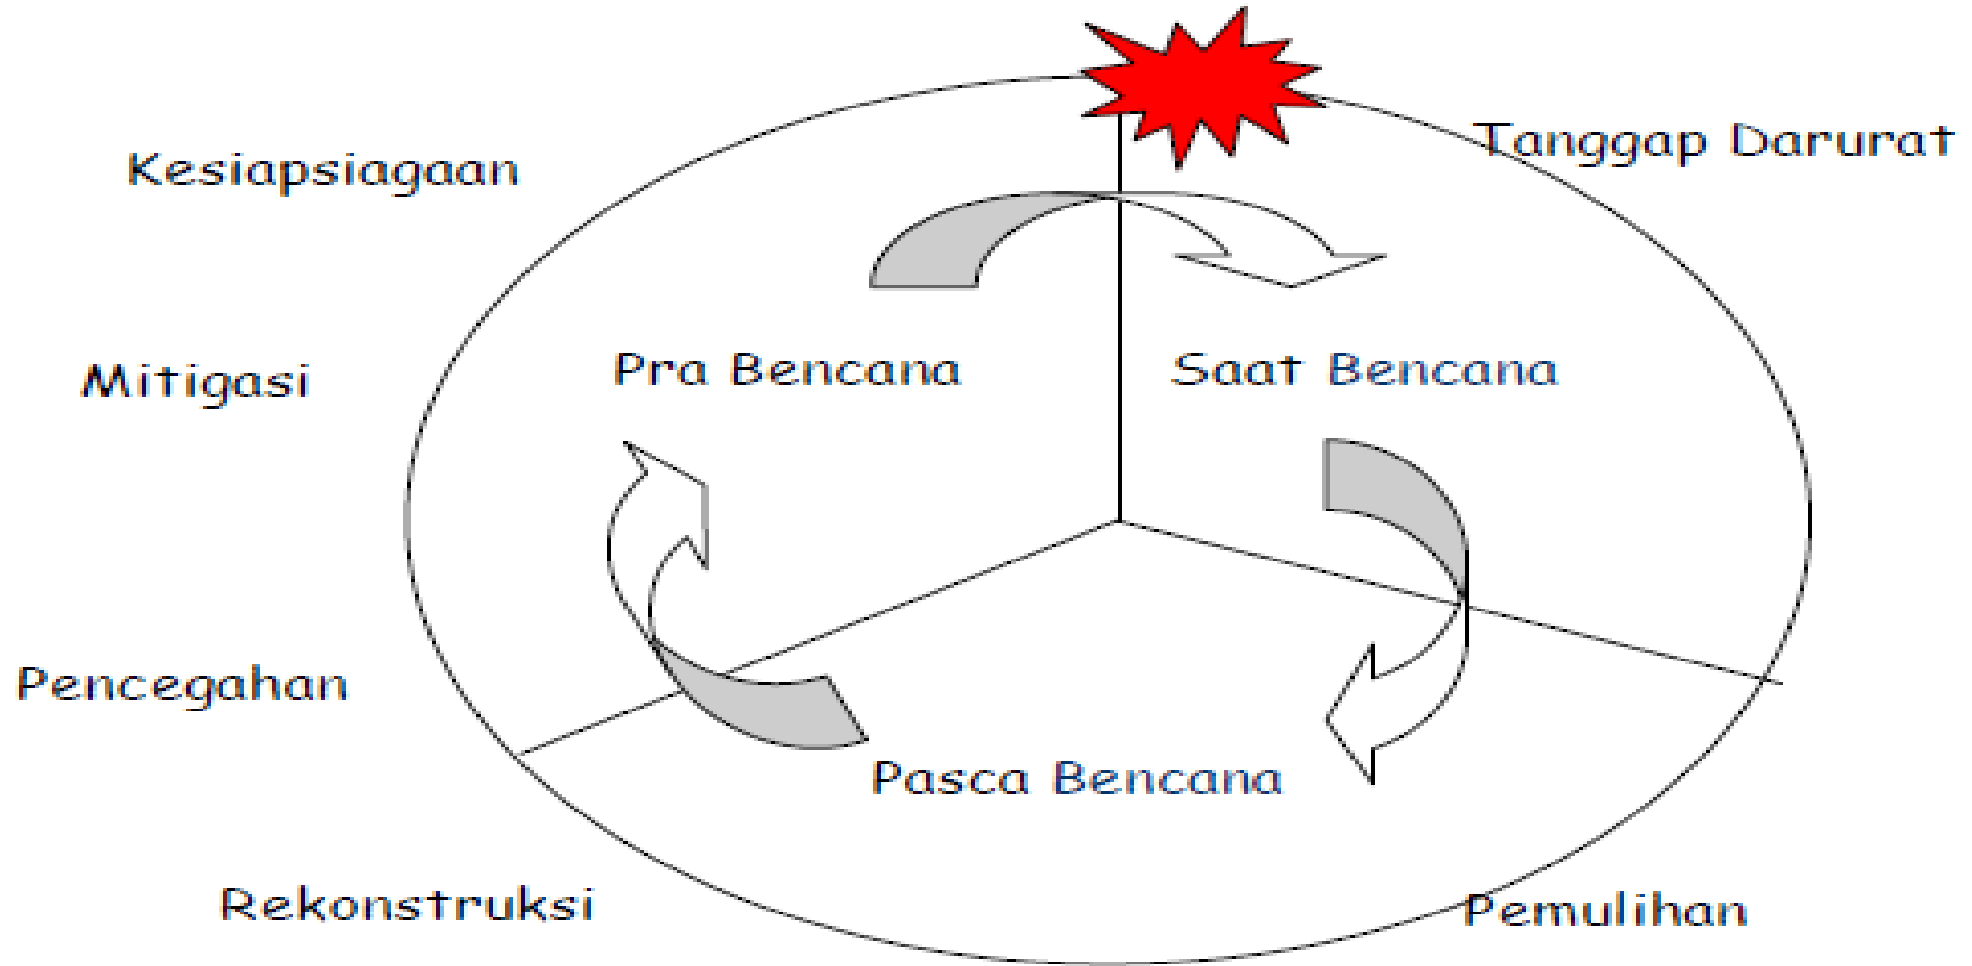 Tanggap Darurat
Kesiapsiagaan
Mitigasi
Pra Bencana
Saat Bencana
Pencegahan
Pasca Bencana
Rekonstruksi
Pemulihan